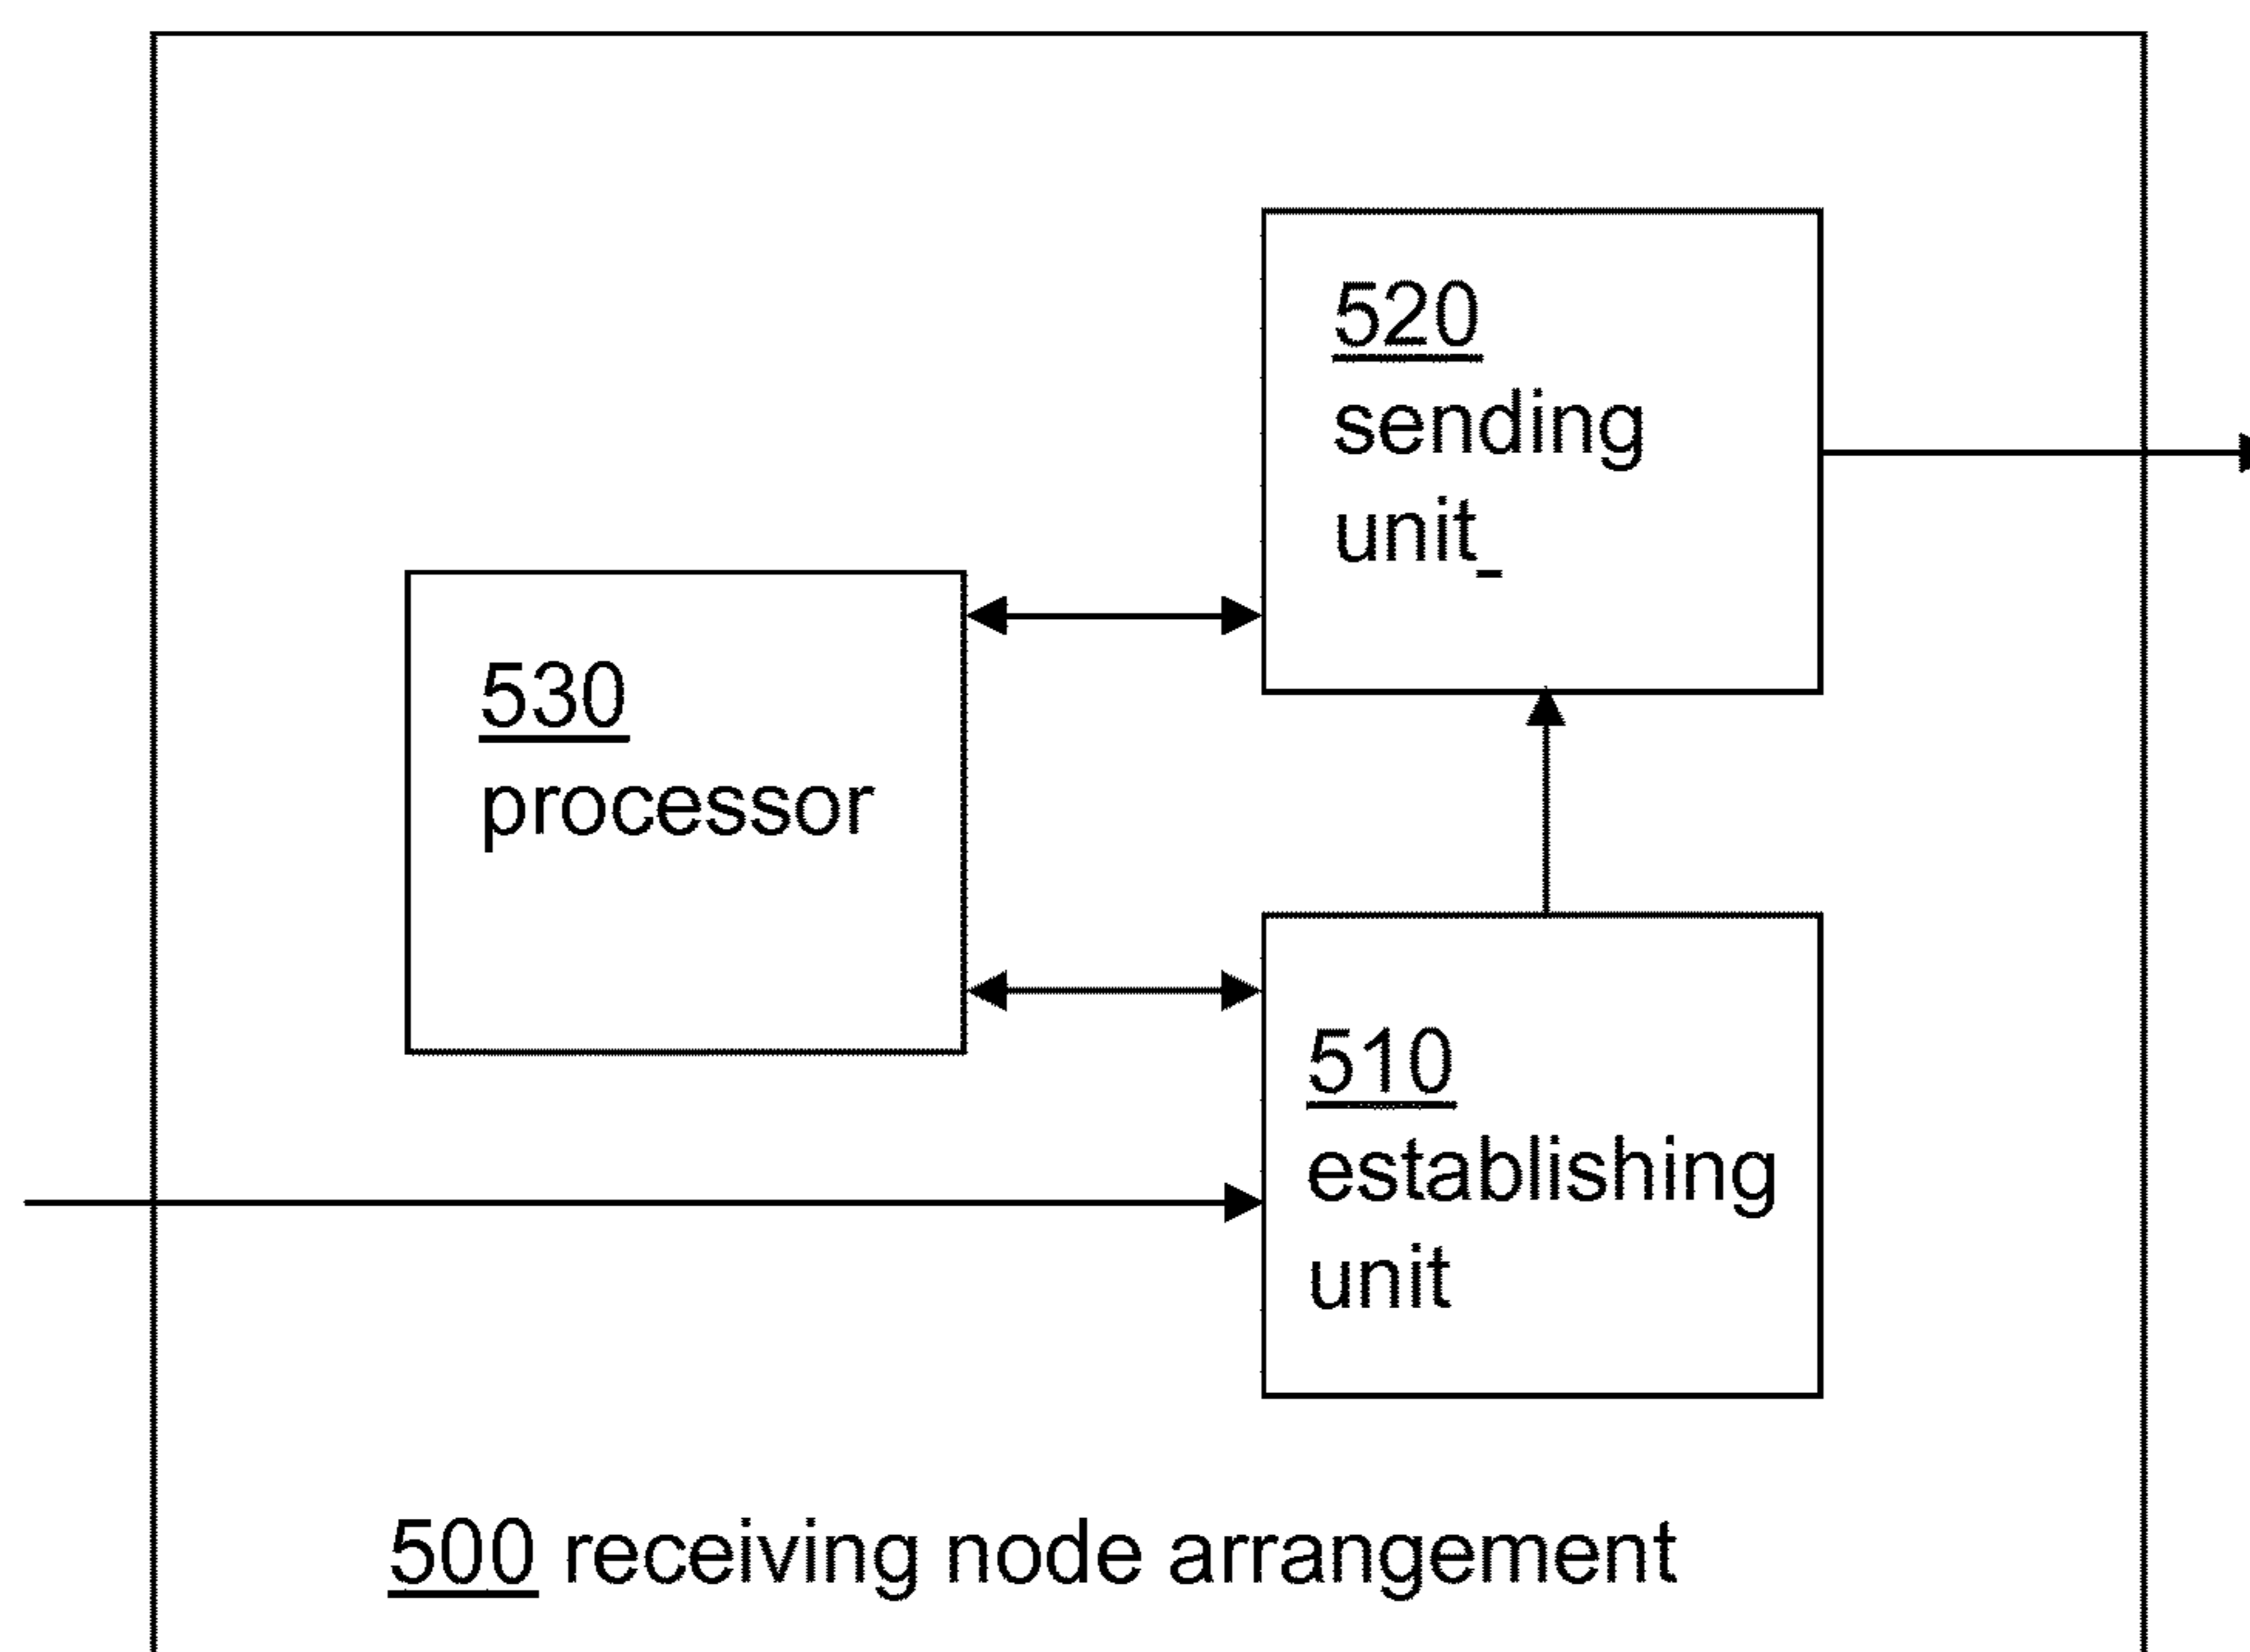 520
sending
unit_
530
processor
510
establishing
unit
500 receiving node arrangement